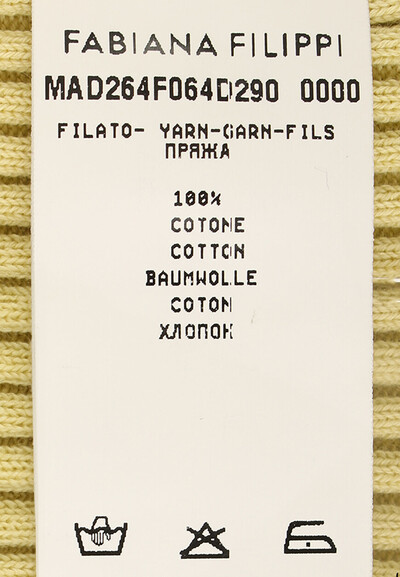 FABIANA FILIPPI
MAD264F064D290 0000
FILATO- YARN-GARN-FILS
ПРЯЖА
100%
COTONE
COTTON
BAUMWOLLE
COTON
ХЛОПОК